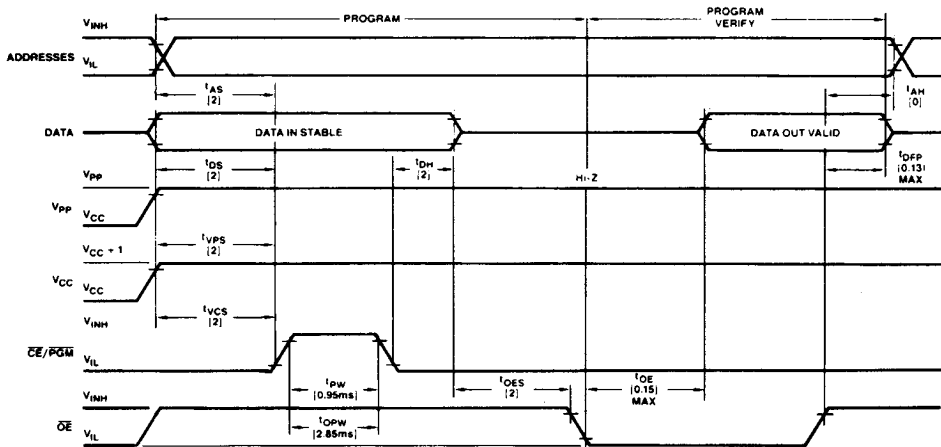 PROGRAM
PROGRAM
VERIFY
VINH
ADDRESSES
VIL
tAS
[2]
tAH
[0]
DATA
DATA IN STABLE
DATA OUT VALID
tDS
[2]
tDH
[2]
HI-Z
tDFP
[0.13]
MAX
VPP
VPP
VCC
VCC + 1
tVPS
[2]
VCC
VCC
tVCS
[2]
VINH
CE/PGM
VIL
tPW
[0.95ms]
tOES
[2]
tOE
[0.15]
MAX
VINH
tOPW
[2.85ms]
OE
VIL